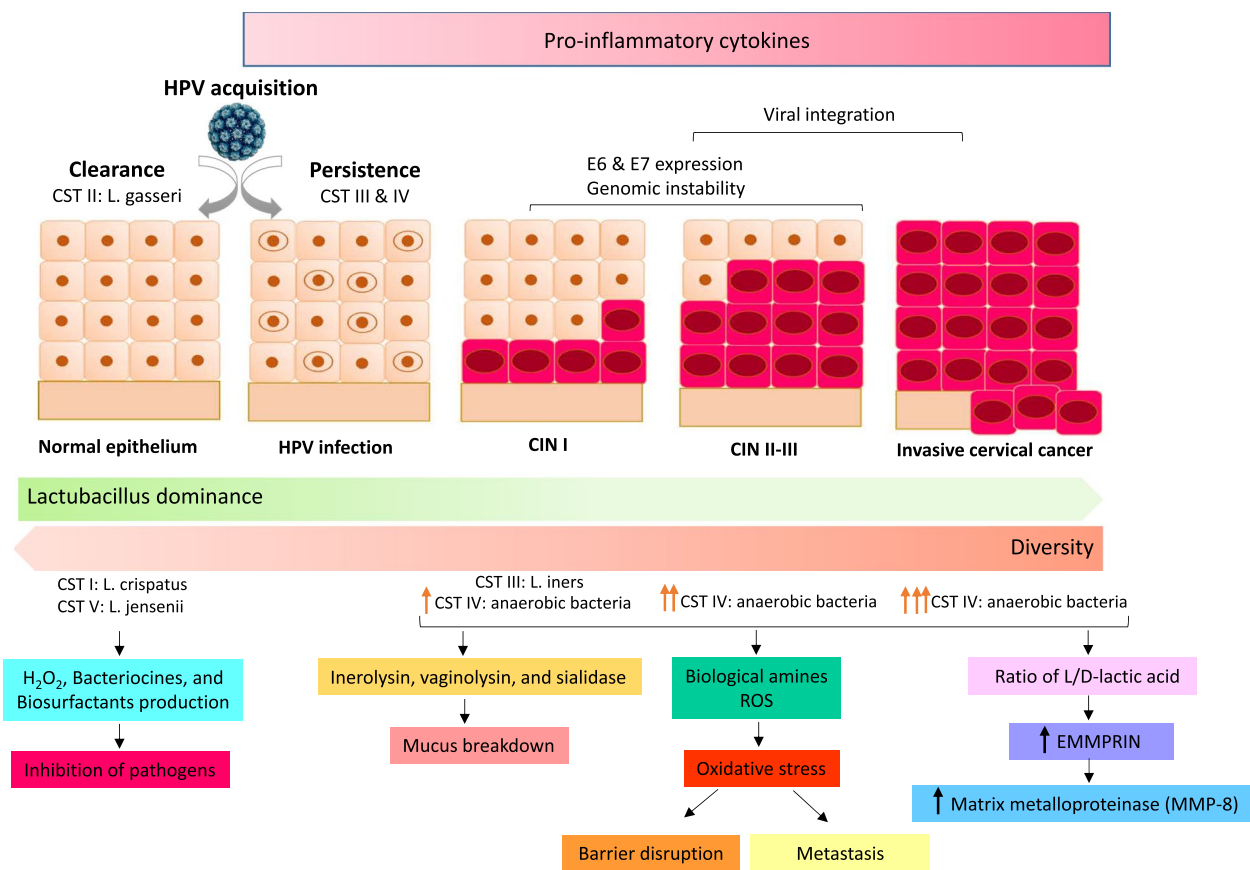 Pro-inflammatory cytokines
HPV acquisition
Viral integration
Clearance
CST II: L. gasseri
Persistence
CST III & IV
E6 & E7 expression
Genomic instability
Normal epithelium
HPV infection
CIN I
CIN II-III
Invasive cervical cancer
Lactubacillus dominance
Diversity
CST I: L. crispatus
CST V: L. jensenii
CST III: L. iners
CST IV: anaerobic bacteria
CST IV: anaerobic bacteria
CST IV: anaerobic bacteria
H₂O₂, Bacteriocines, and
Biosurfactants production
Inhibition of pathogens
Inerolysin, vaginolysin, and sialidase
Mucus breakdown
Biological amines
ROS
Oxidative stress
Barrier disruption
Metastasis
Ratio of L/D-lactic acid
EMMPRIN
Matrix metalloproteinase (MMP-8)